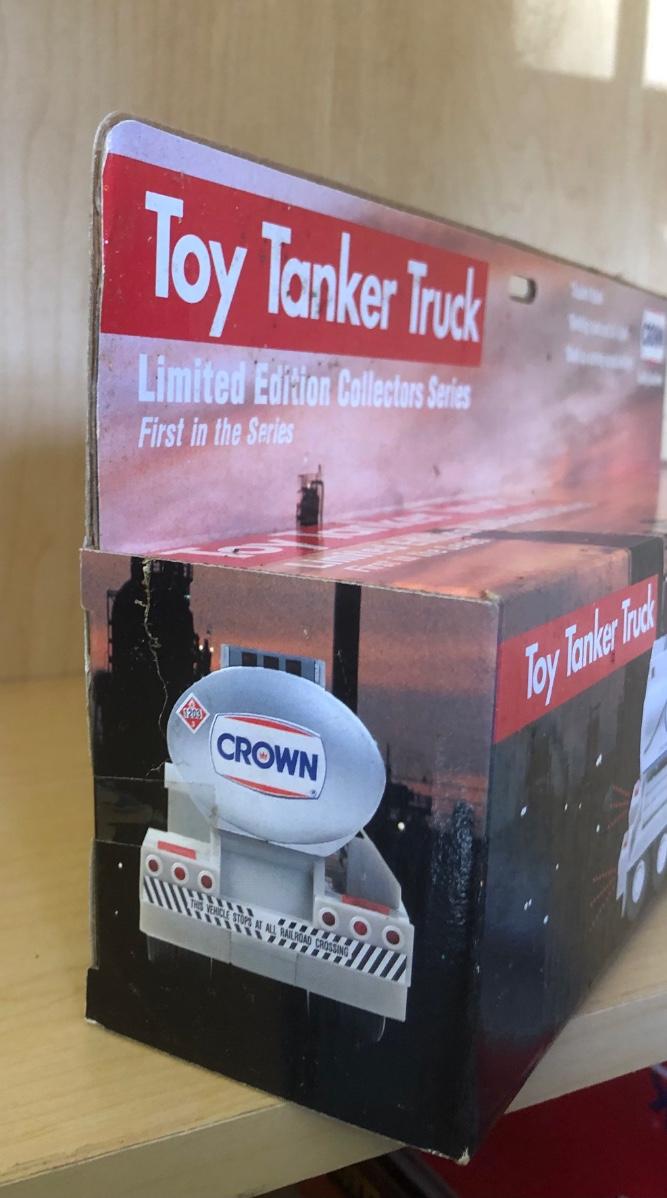 Toy Tanker Truck
Limited Edition Collectors Series
First in the Series
CROWN
Toy Tanker Truck
1203
CROWN
THIS VEHICLE STOPS AT ALL RAILROAD CROSSING